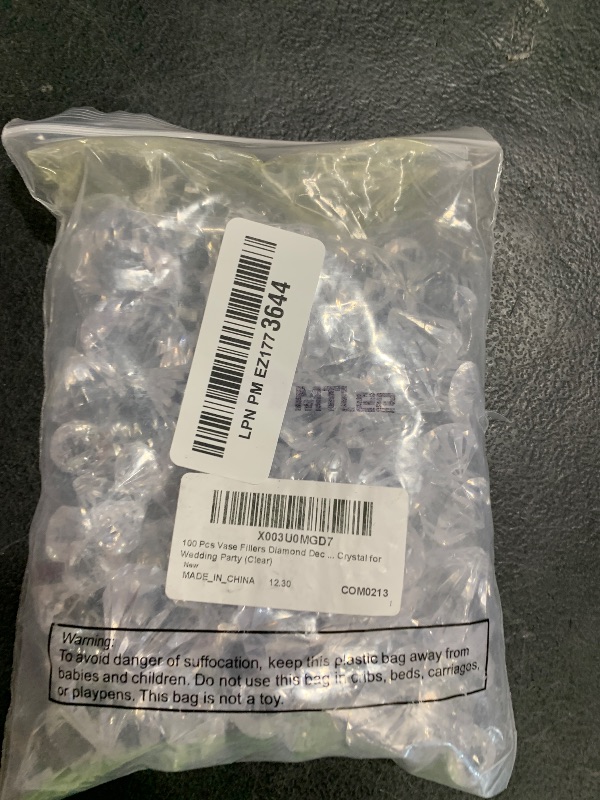 LPN PM EZ177 3644
MTLee
X003U0MGD7
100 Pcs Vase Fillers Diamond Dec ... Crystal for
Wedding Party (Clear)
New
MADE_IN_CHINA 12.30
COM0213
Warning:
To avoid danger of suffocation, keep this plastic bag away from
babies and children. Do not use this bag in cribs, beds, carriages,
or playpens. This bag is not a toy.